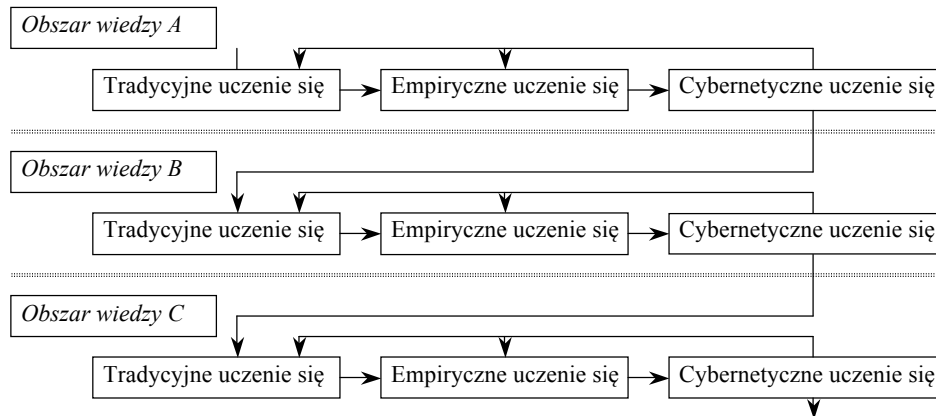 Obszar wiedzy A
Tradycyjne uczenie się Empiryczne uczenie się Cybernetyczne uczenie się
Obszar wiedzy B
Tradycyjne uczenie się Empiryczne uczenie się Cybernetyczne uczenie się
Obszar wiedzy C
Tradycyjne uczenie się Empiryczne uczenie się Cybernetyczne uczenie się